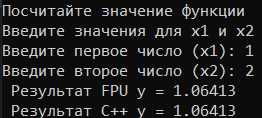 Посчитайте значение функции
Введите значения для x1 и x2
Введите первое число (x1): 1
Введите второе число (x2): 2
Результат FPU y = 1.06413
Результат C++ y = 1.06413